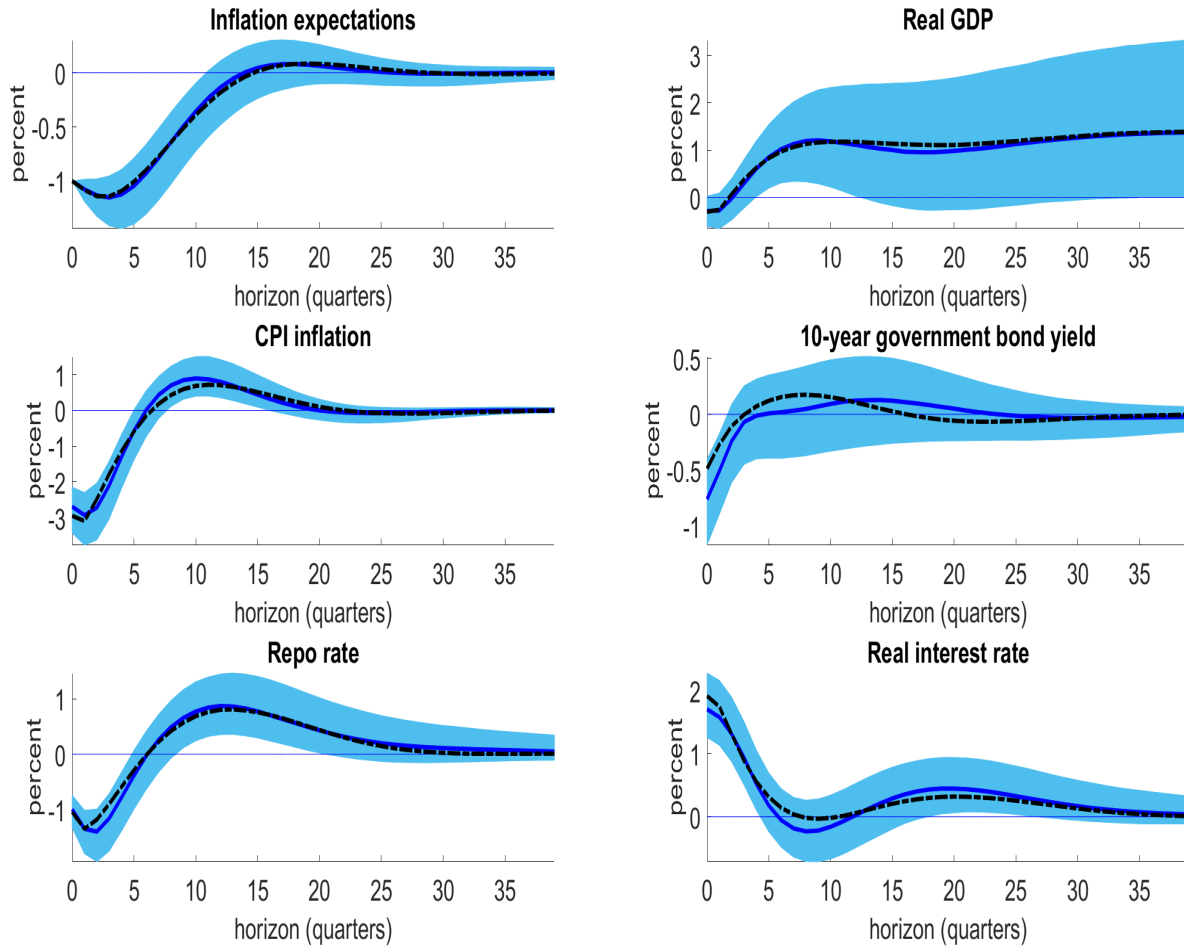 Inflation expectations
percent
0
-0.5
-1
0 5 10 15 20 25 30 35
horizon (quarters)
Real GDP
percent
3
2
1
0
0 5 10 15 20 25 30 35
horizon (quarters)
CPI inflation
percent
1
0
-1
-2
-3
0 5 10 15 20 25 30 35
horizon (quarters)
10-year government bond yield
percent
0.5
0
-0.5
-1
0 5 10 15 20 25 30 35
horizon (quarters)
Repo rate
percent
1
0
-1
0 5 10 15 20 25 30 35
horizon (quarters)
Real interest rate
percent
2
1
0
0 5 10 15 20 25 30 35
horizon (quarters)